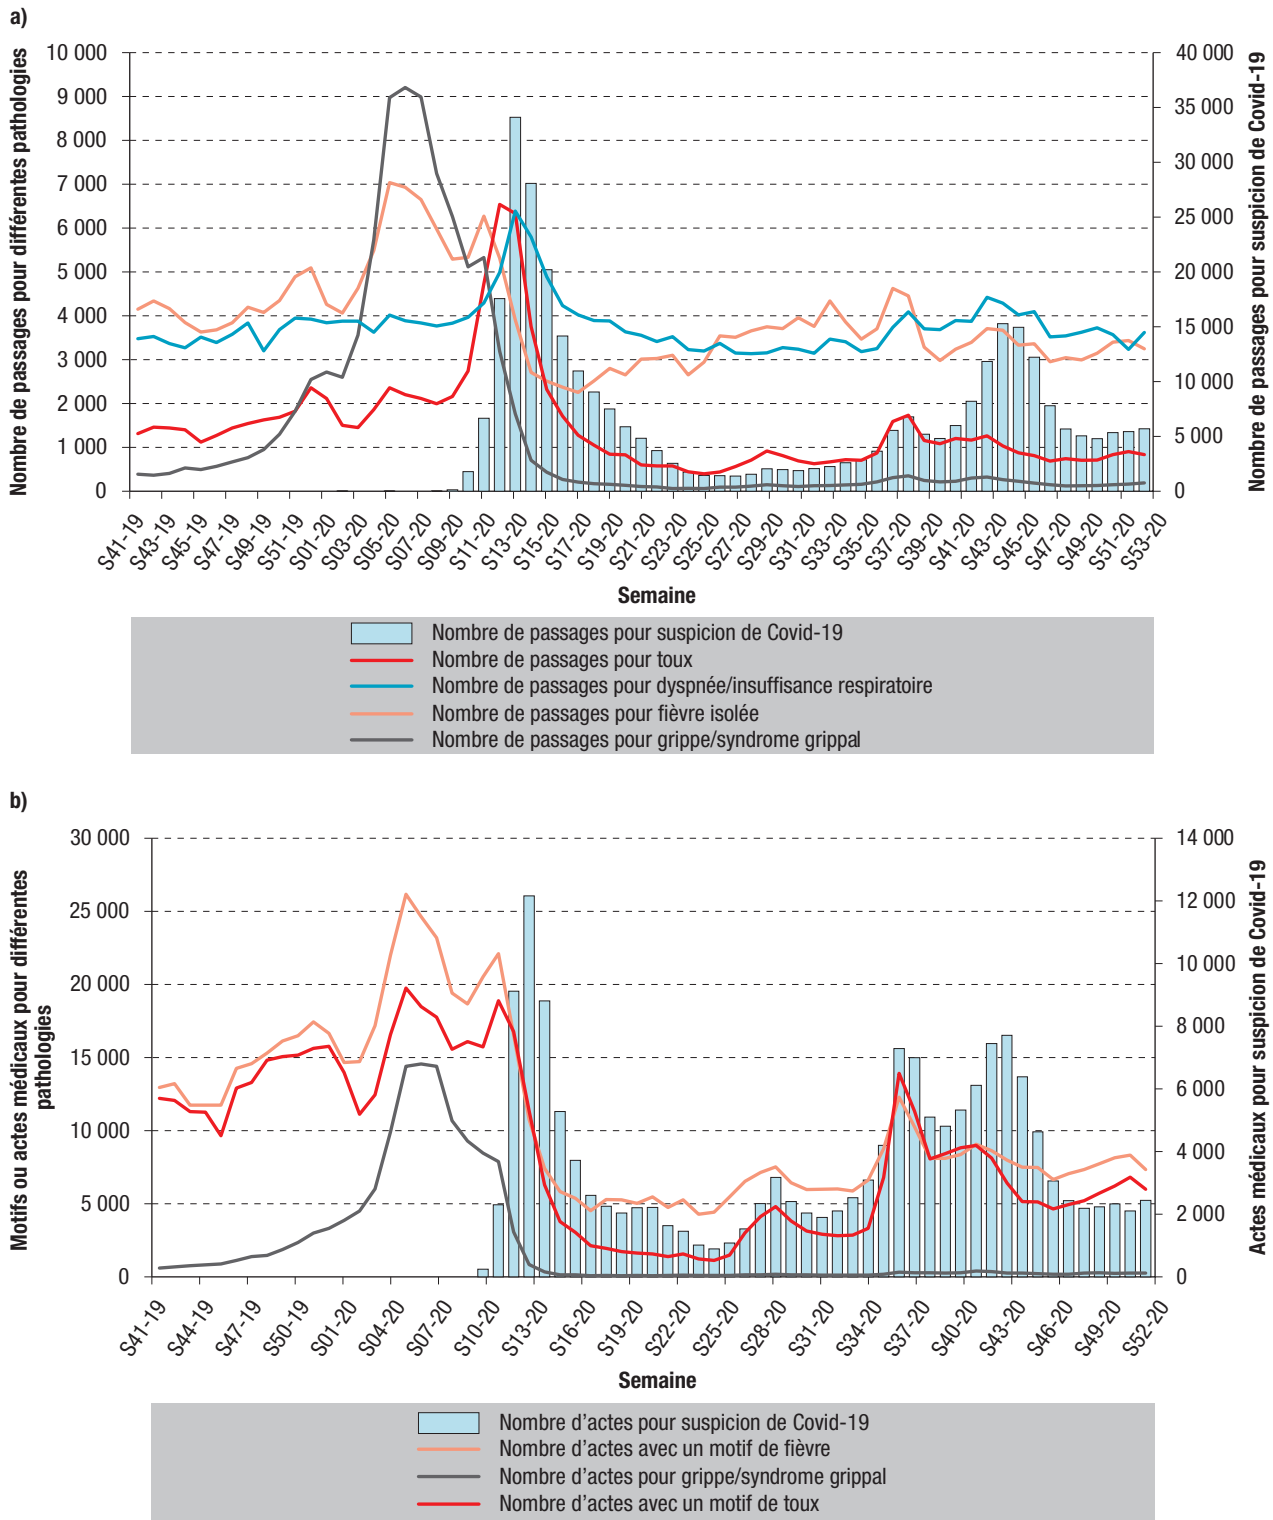 a)
Nombre de passages pour différentes pathologies
Nombre de passages pour suspicion de Covid-19
10 000
9 000
8 000
7 000
6 000
5 000
4 000
3 000
2 000
1 000
0
40 000
35 000
30 000
25 000
20 000
15 000
10 000
5 000
0
S41-19
S43-19
S45-19
S47-19
S49-19
S51-19
S01-20
S03-20
S05-20
S07-20
S09-20
S11-20
S13-20
S15-20
S17-20
S19-20
S21-20
S23-20
S25-20
S27-20
S29-20
S31-20
S33-20
S35-20
S37-20
S39-20
S41-20
S43-20
S45-20
S47-20
S49-20
S51-20
S53-20
Semaine
Nombre de passages pour suspicion de Covid-19
Nombre de passages pour toux
Nombre de passages pour dyspnée/insuffisance respiratoire
Nombre de passages pour fièvre isolée
Nombre de passages pour grippe/syndrome grippal
b)
Motifs ou actes médicaux pour différentes
pathologies
Actes médicaux pour suspicion de Covid-19
30 000
25 000
20 000
15 000
10 000
5 000
0
14 000
12 000
10 000
8 000
6 000
4 000
2 000
0
S41-19
S44-19
S47-19
S50-19
S01-20
S04-20
S07-20
S10-20
S13-20
S16-20
S19-20
S22-20
S25-20
S28-20
S31-20
S34-20
S37-20
S40-20
S43-20
S46-20
S49-20
S52-20
Semaine
Nombre d'actes pour suspicion de Covid-19
Nombre d'actes avec un motif de fièvre
Nombre d'actes pour grippe/syndrome grippal
Nombre d'actes avec un motif de toux